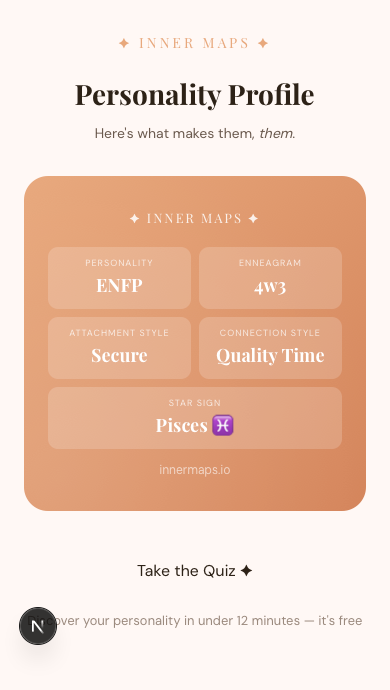 ✦ INNER MAPS ✦
Personality Profile
Here's what makes them, them.
✦ INNER MAPS ✦
PERSONALITY
ENFP
ENNEAGRAM
4w3
ATTACHMENT STYLE
Secure
CONNECTION STYLE
Quality Time
STAR SIGN
Pisces ♓
innermaps.io
Take the Quiz ✦
N
your personality in under 12 minutes — it's free